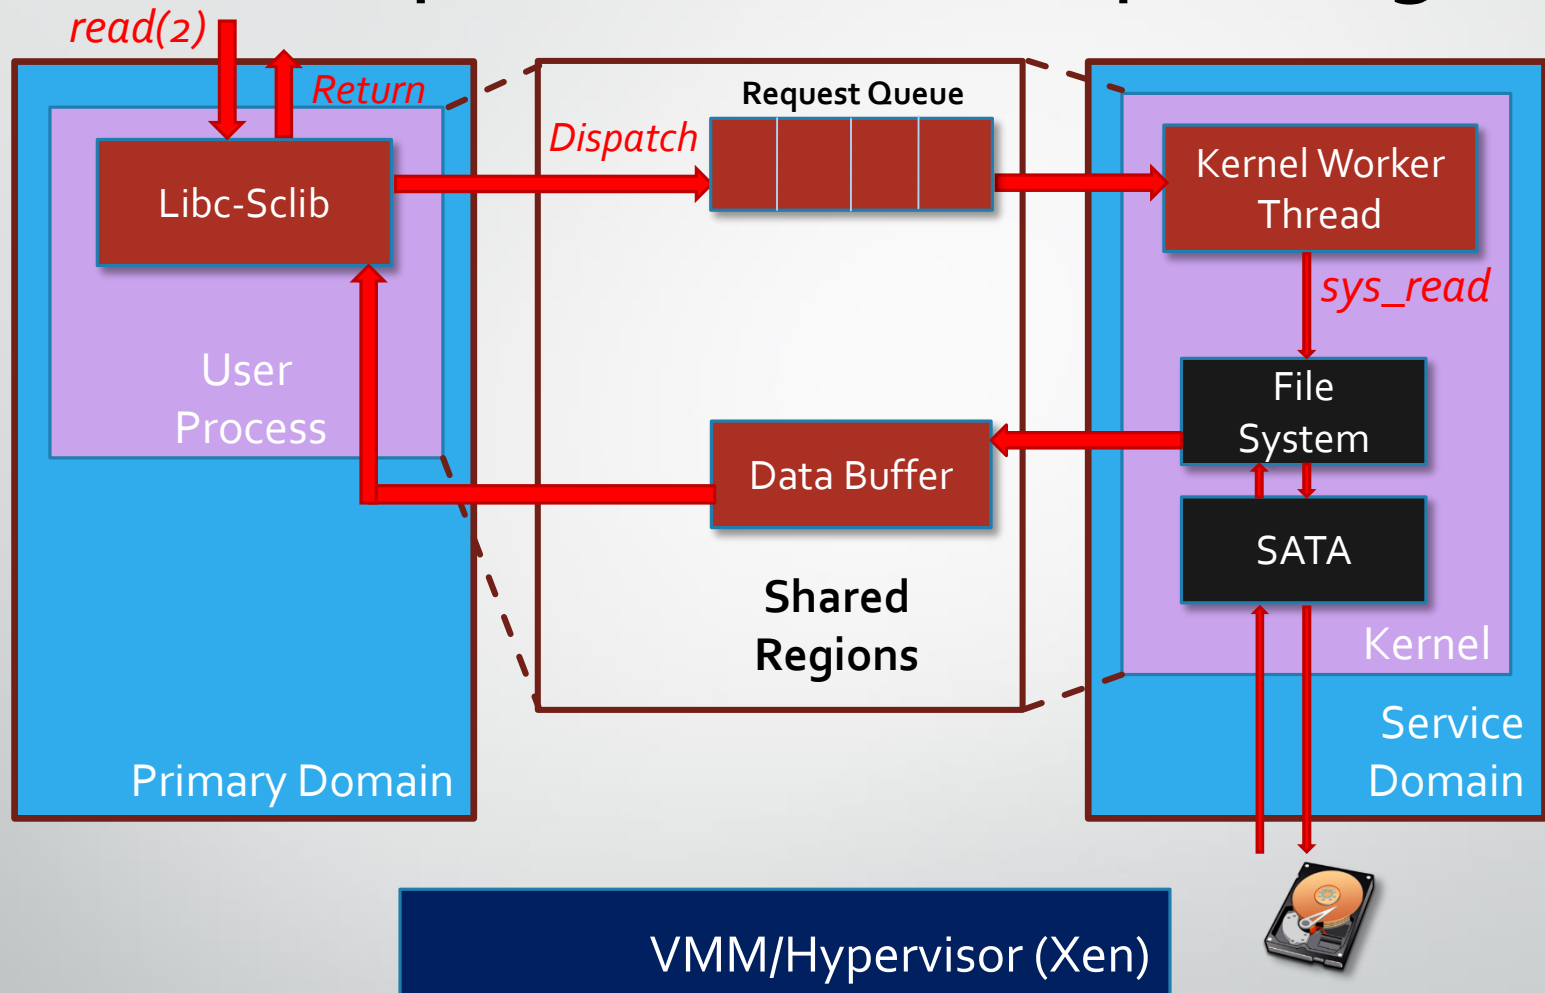 read(2)
Return
Request Queue
Dispatch
Libc-Sclib
Kernel Worker
Thread
sys_read
User
Process
File
System
Data Buffer
SATA
Shared
Regions
Kernel
Primary Domain
Service
Domain
VMM/Hypervisor (Xen)